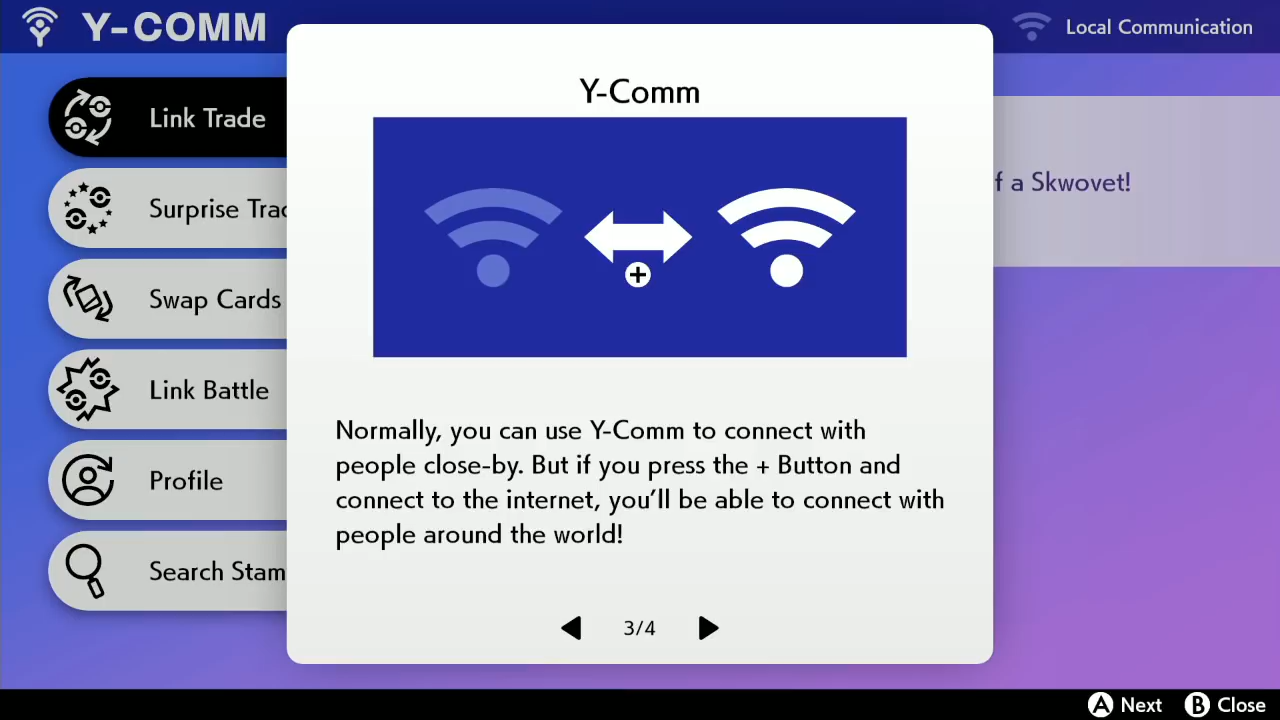 Y-COMM
Local Communication
Link Trade
Surprise Trad
Swap Cards
Link Battle
Profile
Search Stam
f a Skwovet!
Y-Comm
Normally, you can use Y-Comm to connect with
people close-by. But if you press the + Button and
connect to the internet, you'll be able to connect with
people around the world!
3/4
A Next
B Close